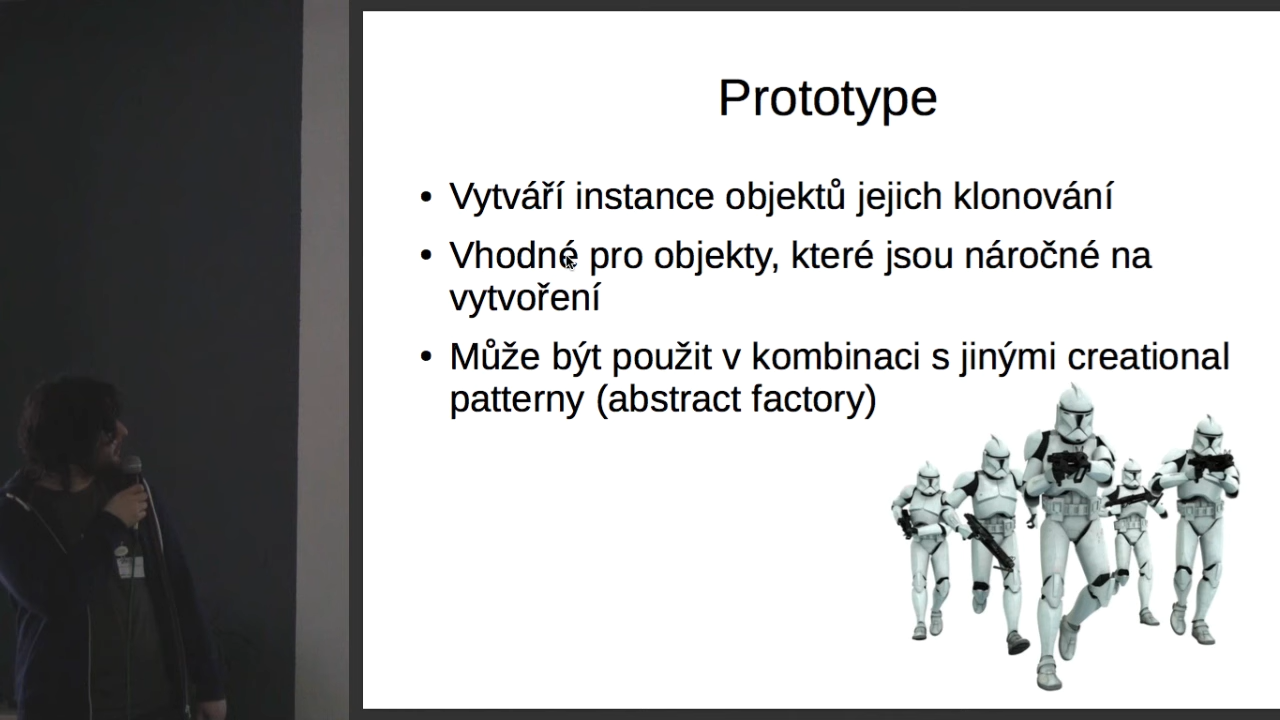 Prototype
• Vytváří instance objektů jejich klonování
• Vhodné pro objekty, které jsou náročné na
vytvoření
• Může být použit v kombinaci s jinými creational
patterny (abstract factory)